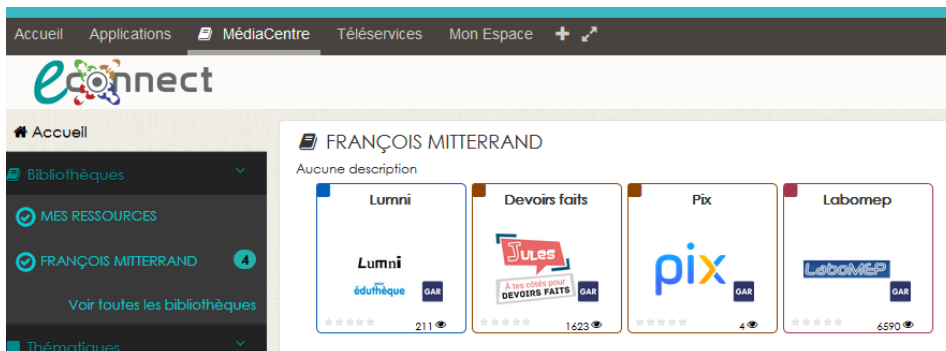 Accueil Applications MédiaCentre Téléservices Mon Espace
econnect
Accueil
Bibliothèques
MES RESSOURCES
FRANÇOIS MITTERRAND 4
Voir toutes les bibliothèques
Thématiques
FRANÇOIS MITTERRAND
Aucune description
Lumni
Lumni
éduthèque
GAR
211
Devoirs faits
JULES
À tes côtés pour
DEVOIRS FAITS
GAR
1623
Pix
pix
GAR
4
Labomep
LaboMEP
GAR
6590